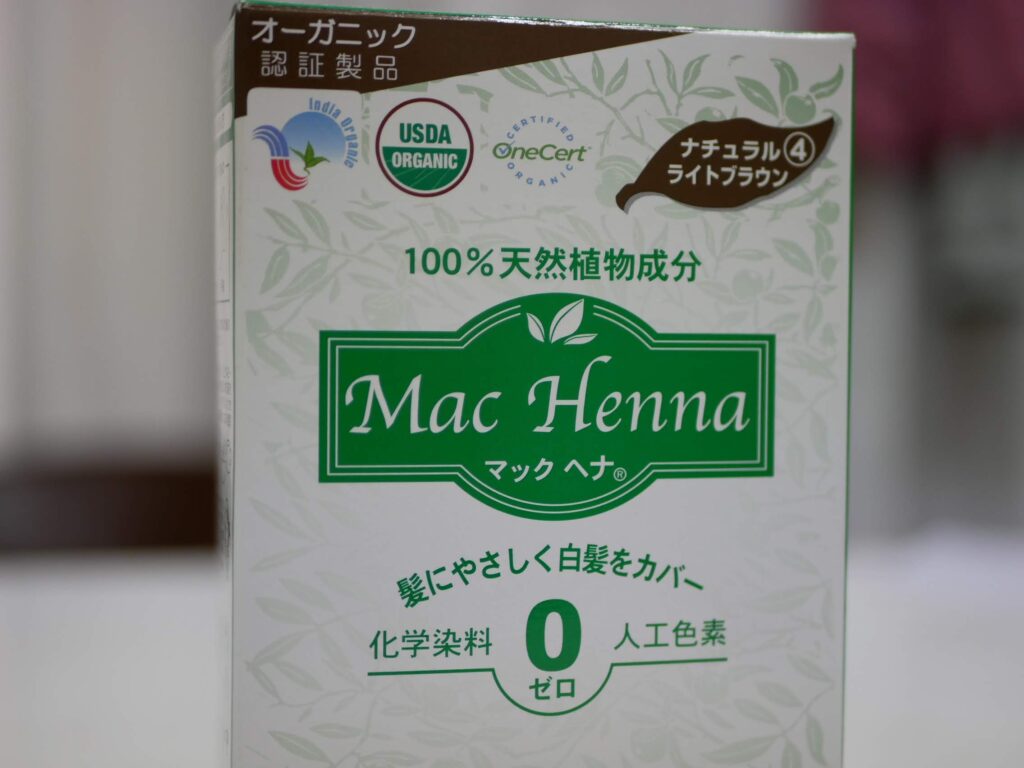 オーガニック
認証製品
India Organic
USDA
ORGANIC
CERTIFIED
OneCert
ORGANIC
ナチュラル④
ライトブラウン
100%天然植物成分
Mac Henna
マック ヘナ®
髪にやさしく白髪をカバー
化学染料 0 人工色素
ゼロ